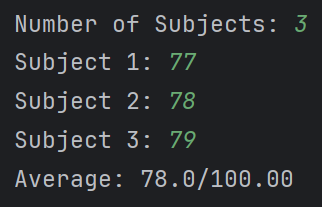 Number of Subjects: 3
Subject 1: 77
Subject 2: 78
Subject 3: 79
Average: 78.0/100.00